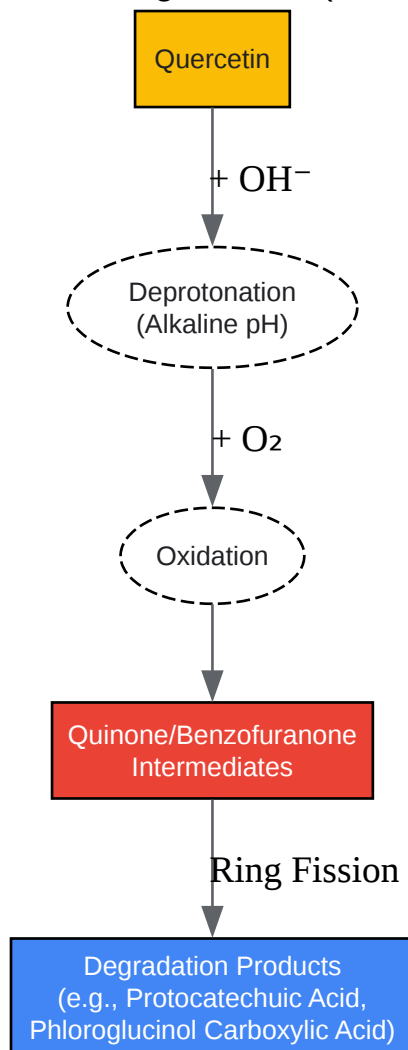 Quercetin
+ OH⁻
Deprotonation
(Alkaline pH)
+ O₂
Oxidation
Quinone/Benzofuranone
Intermediates
Ring Fission
Degradation Products
(e.g., Protocatechuic Acid,
Phloroglucinol Carboxylic Acid)